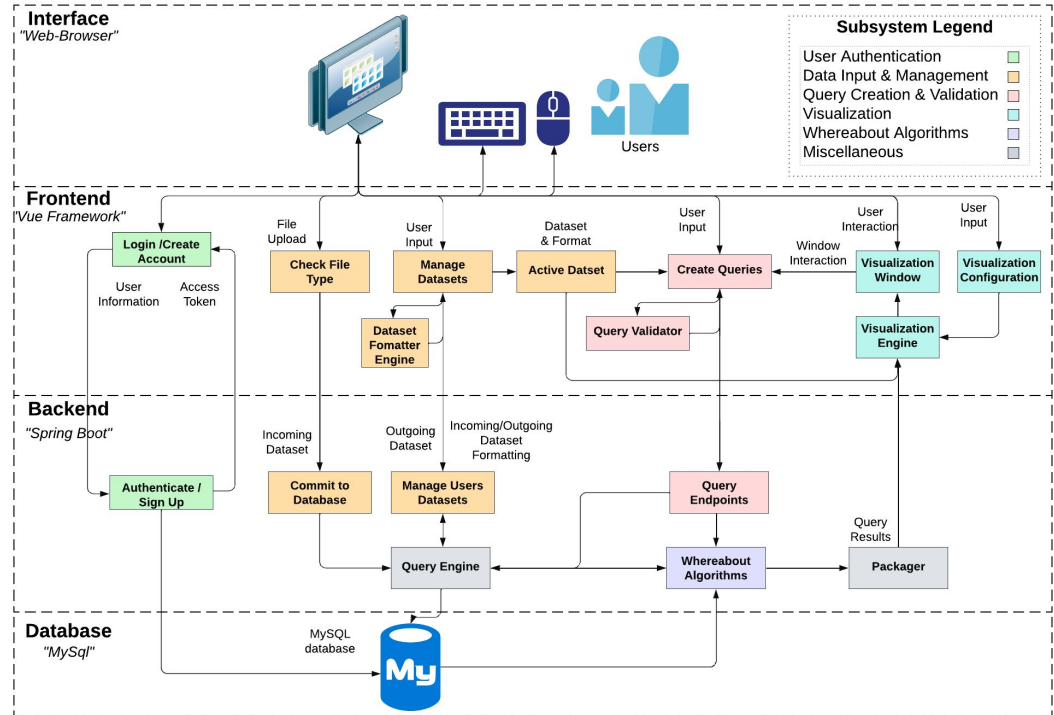 Interface
"Web-Browser"
Users
Subsystem Legend
User Authentication
Data Input & Management
Query Creation & Validation
Visualization
Whereabout Algorithms
Miscellaneous
Frontend
"Vue Framework"
Login /Create
Account
User
Information
Access
Token
File
Upload
Check File
Type
User
Input
Manage
Datasets
Dataset
Fomatter
Engine
Dataset
& Format
Active Datset
User
Input
Create Queries
Query Validator
Window
Interaction
User
Interaction
Visualization
Window
User
Input
Visualization
Configuration
Visualization
Engine
Backend
"Spring Boot"
Authenticate /
Sign Up
Incoming
Dataset
Commit to
Database
Outgoing
Dataset
Incoming/Outgoing
Dataset
Formatting
Manage Users
Datasets
Query Engine
Query
Endpoints
Whereabout
Algorithms
Query
Results
Packager
Database
"MySql"
MySQL
database
My